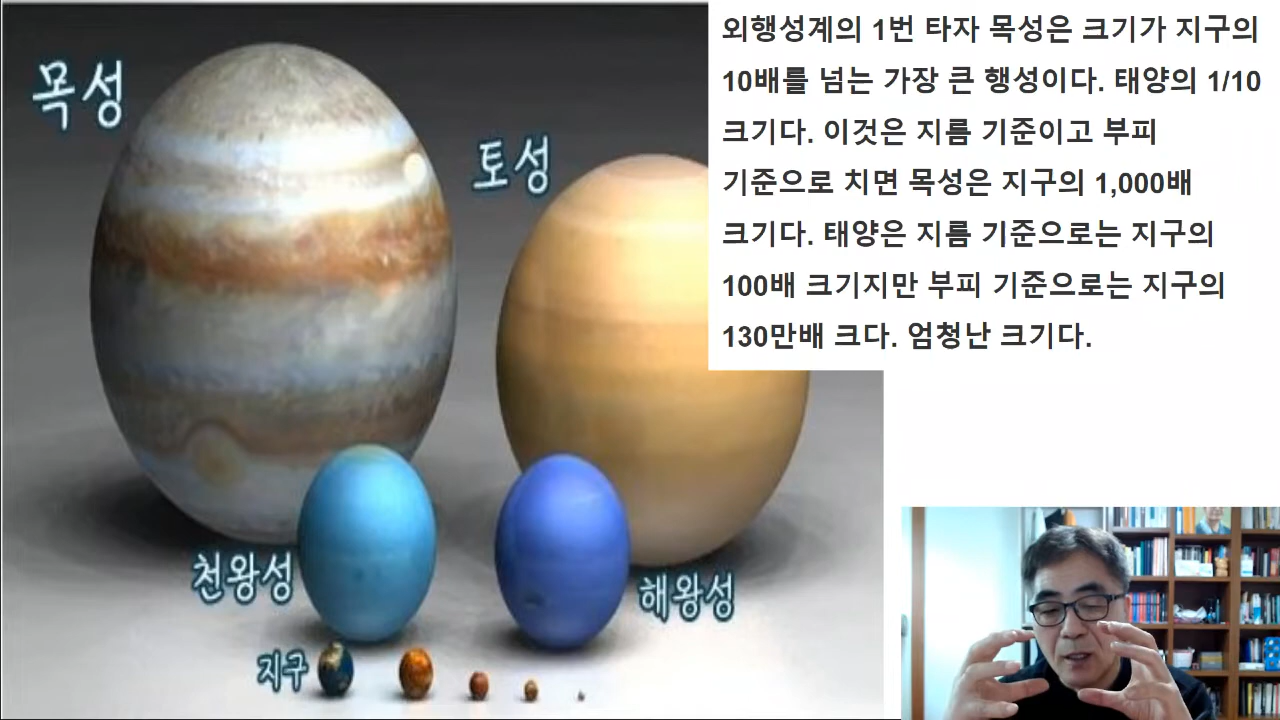 목성
토성
천왕성
해왕성
지구
외행성계의 1번 타자 목성은 크기가 지구의
10배를 넘는 가장 큰 행성이다. 태양의 1/10
크기다. 이것은 지름 기준이고 부피
기준으로 치면 목성은 지구의 1,000배
크기다. 태양은 지름 기준으로는 지구의
100배 크기지만 부피 기준으로는 지구의
130만배 크다. 엄청난 크기다.